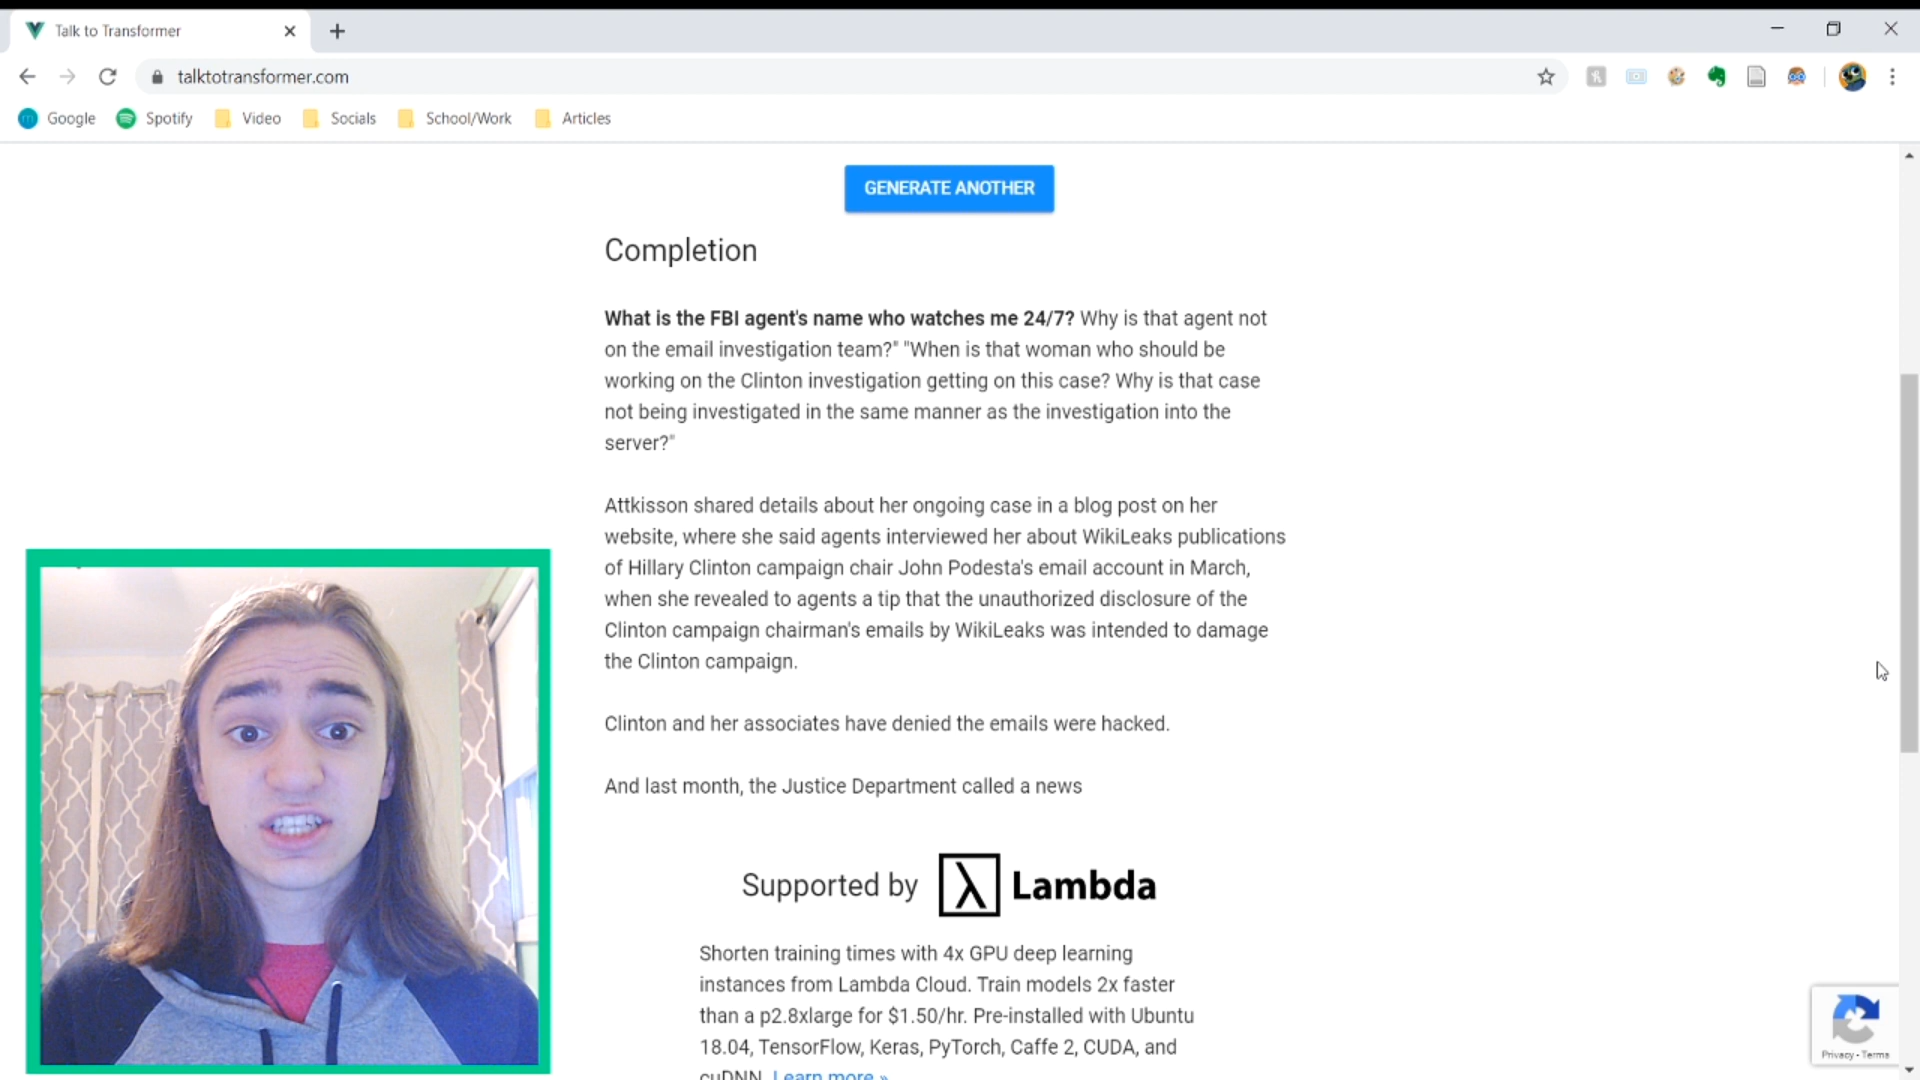 Talk to Transformer
talktotransformer.com
Google Spotify Video Socials School/Work Articles
GENERATE ANOTHER
Completion
What is the FBI agent's name who watches me 24/7? Why is that agent not
on the email investigation team?" "When is that woman who should be
working on the Clinton investigation getting on this case? Why is that case
not being investigated in the same manner as the investigation into the
server?"
Attkisson shared details about her ongoing case in a blog post on her
website, where she said agents interviewed her about WikiLeaks publications
of Hillary Clinton campaign chair John Podesta's email account in March,
when she revealed to agents a tip that the unauthorized disclosure of the
Clinton campaign chairman's emails by WikiLeaks was intended to damage
the Clinton campaign.
Clinton and her associates have denied the emails were hacked.
And last month, the Justice Department called a news
Supported by λ Lambda
Shorten training times with 4x GPU deep learning
instances from Lambda Cloud. Train models 2x faster
than a p2.8xlarge for $1.50/hr. Pre-installed with Ubuntu
18.04, TensorFlow, Keras, PyTorch, Caffe 2, CUDA, and
cuDNN. Learn more »
Privacy - Terms